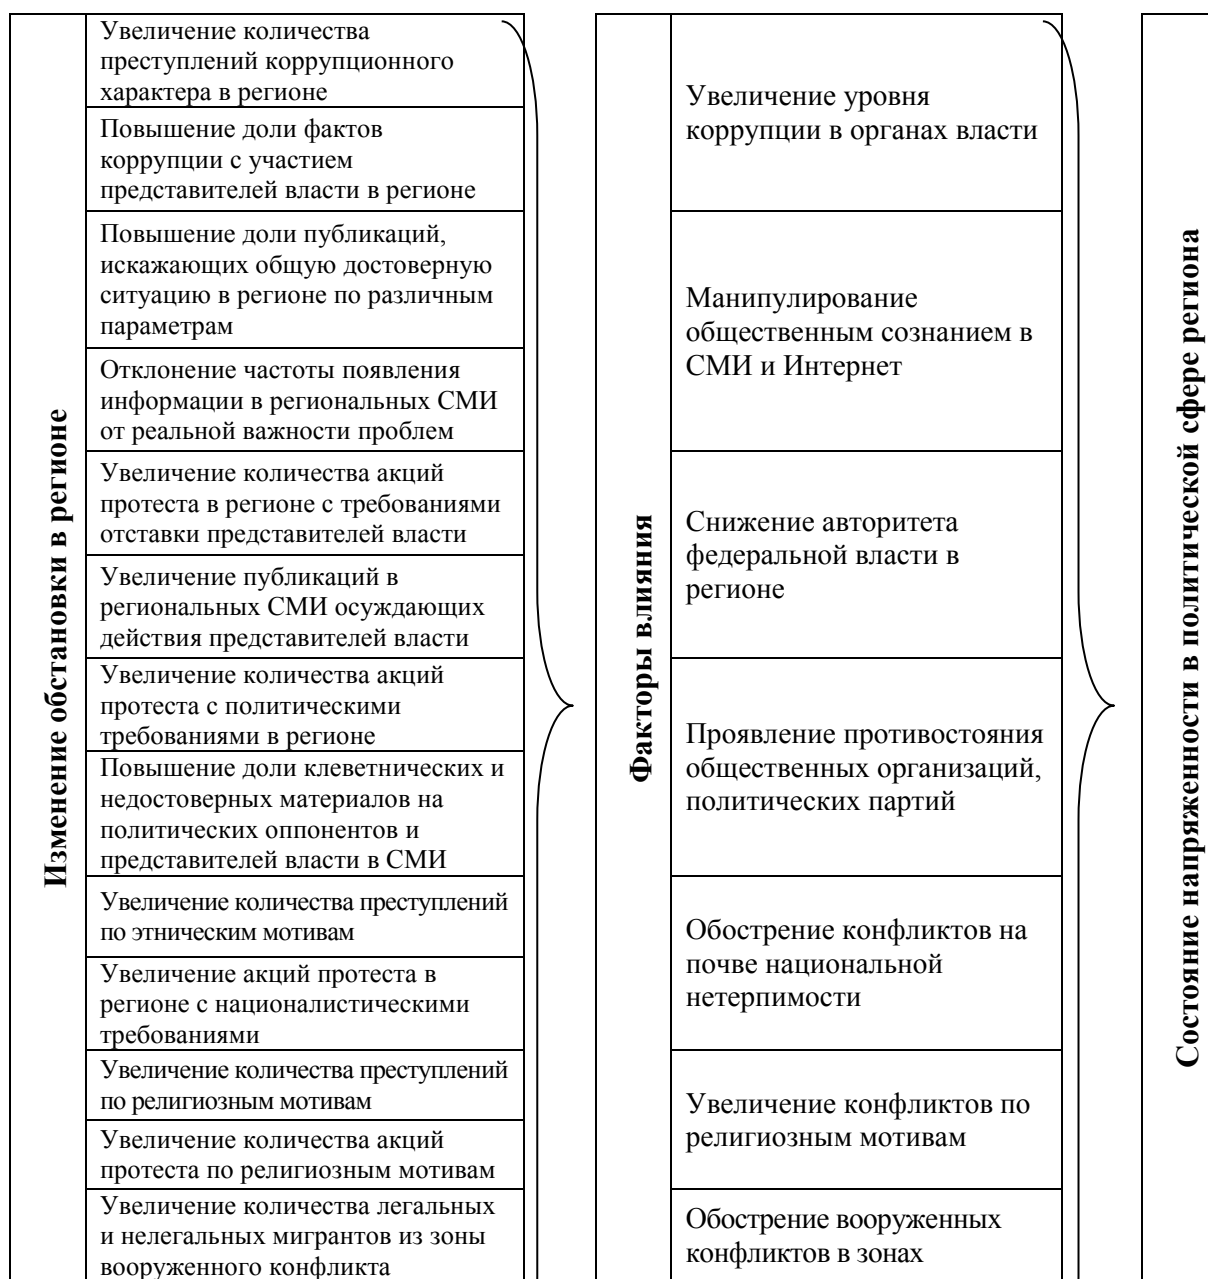 Изменение обстановки в регионе
Увеличение количества
преступлений коррупционного
характера в регионе
Повышение доли фактов
коррупции с участием
представителей власти в регионе
Повышение доли публикаций,
искажающих общую достоверную
ситуацию в регионе по различным
параметрам
Отклонение частоты появления
информации в региональных СМИ
от реальной важности проблем
Увеличение количества акций
протеста в регионе с требованиями
отставки представителей власти
Увеличение публикаций в
региональных СМИ осуждающих
действия представителей власти
Увеличение количества акций
протеста с политическими
требованиями в регионе
Повышение доли клеветнических и
недостоверных материалов на
политических оппонентов и
представителей власти в СМИ
Увеличение количества преступлений
по этническим мотивам
Увеличение акций протеста в
регионе с националистическими
требованиями
Увеличение количества преступлений
по религиозным мотивам
Увеличение количества акций
протеста по религиозным мотивам
Увеличение количества легальных
и нелегальных мигрантов из зоны
вооруженного конфликта
Факторы влияния
Увеличение уровня
коррупции в органах власти
Манипулирование
общественным сознанием в
СМИ и Интернет
Снижение авторитета
федеральной власти в
регионе
Проявление противостояния
общественных организаций,
политических партий
Обострение конфликтов на
почве национальной
нетерпимости
Увеличение конфликтов по
религиозным мотивам
Обострение вооруженных
конфликтов в зонах
Состояние напряженности в политической сфере региона